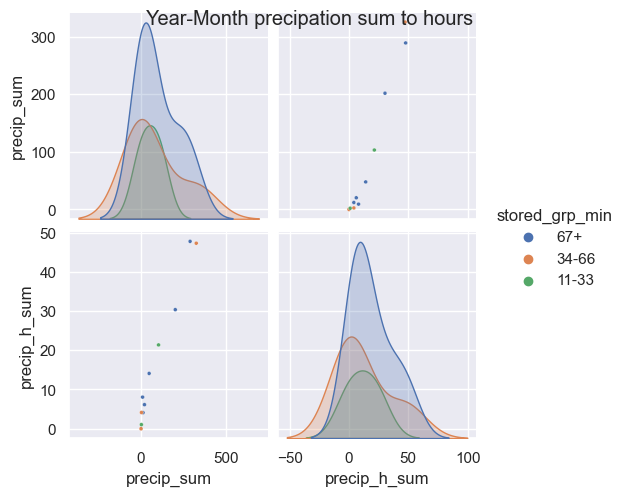 Year-Month precipation sum to hours
300
200
100
0
precip_sum
50
40
30
20
10
0
precip_h_sum
0 500
precip_sum
−50 0 50 100
precip_h_sum
stored_grp_min
67+
34-66
11-33